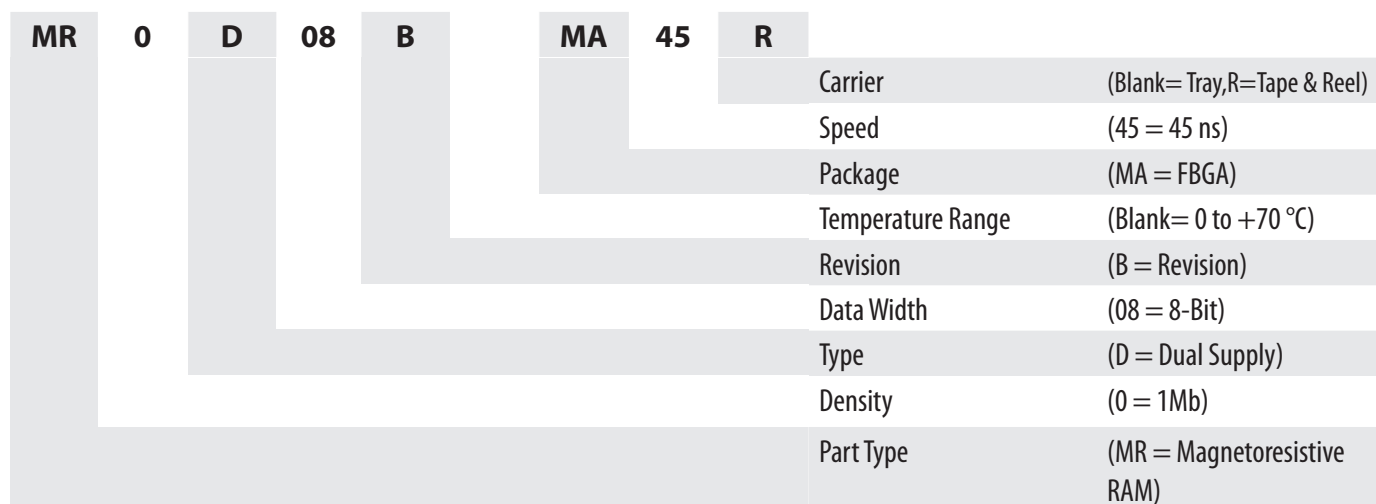 MR 0 D 08 B MA 45 R
Carrier (Blank= Tray,R=Tape & Reel)
Speed (45 = 45 ns)
Package (MA = FBGA)
Temperature Range (Blank= 0 to +70 °C)
Revision (B = Revision)
Data Width (08 = 8-Bit)
Type (D = Dual Supply)
Density (0 = 1Mb)
Part Type (MR = Magnetoresistive
RAM)